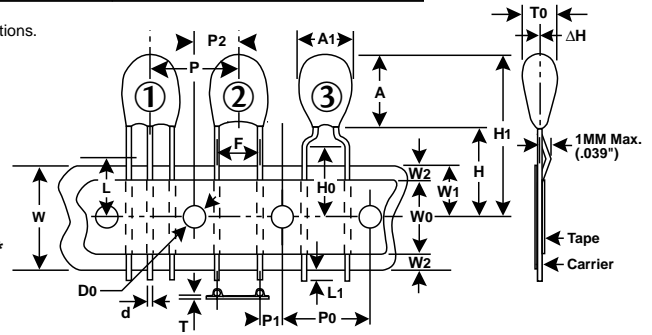 tions.
T0
P2
A1
ΔH
P
1
2
3
A
H1
F
H
1MM Max.
(.039")
L
H0
W2
W1
W
W0
Tape
W2
Carrier
D0
L1
d
T
P1
P0